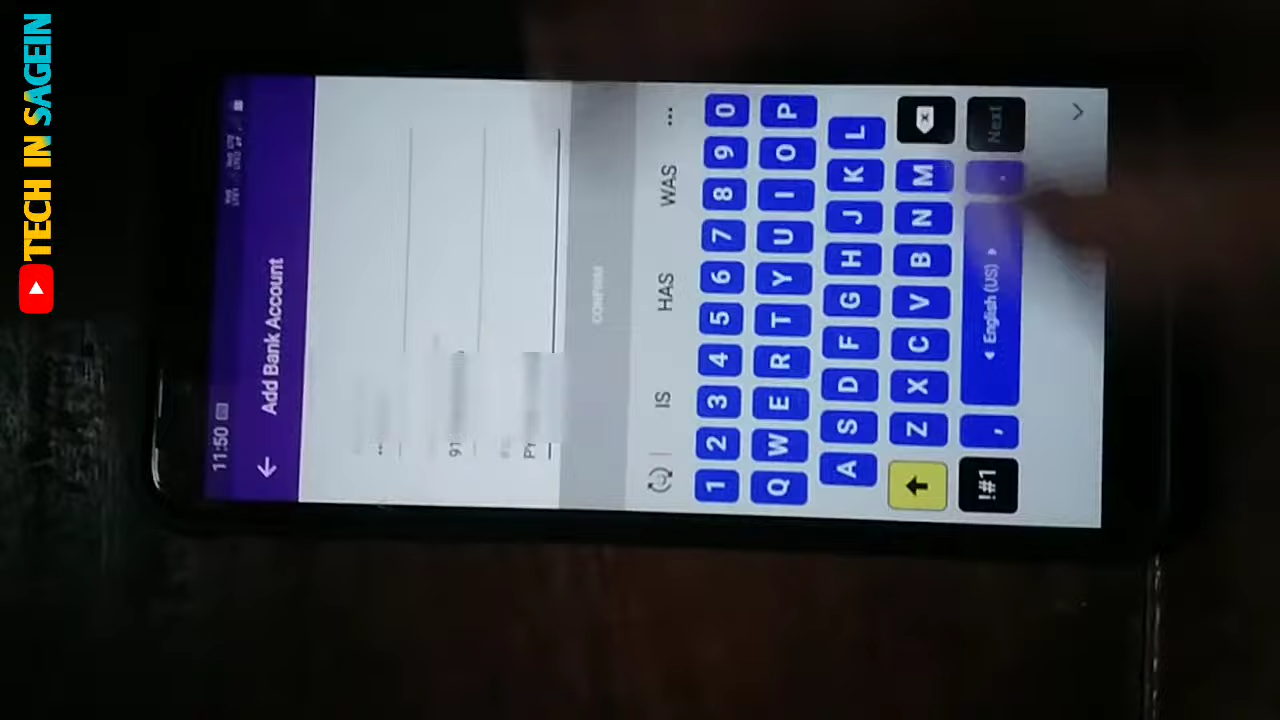 TECH IN SAGEIN
11:50
Add Bank Account
91
CONFIRM
IS HAS WAS ...
1 2 3 4 5 6 7 8 9 0
Q W E R T Y U I O P
A S D F G H J K L
Z X C V B N M
!#1 , English (US) . Next